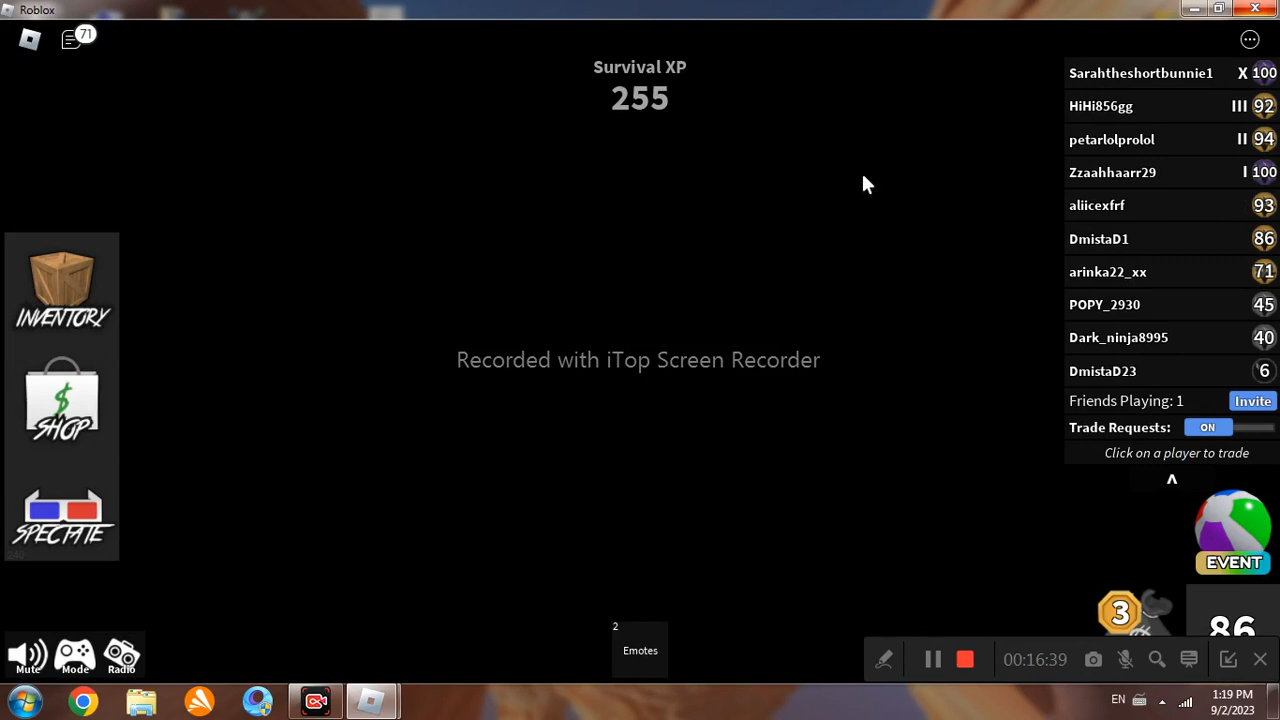 Roblox
71
Survival XP
255
Sarahtheshortbunnie1 X 100
HiHi856gg III 92
petarlolprolol II 94
Zzaahhaarr29 I 100
aliicexfrf 93
DmistaD1 86
arinka22_xx 71
POPY_2930 45
Dark_ninja8995 40
DmistaD23 6
Friends Playing: 1 Invite
Trade Requests: ON
Click on a player to trade
^
INVENTORY
SHOP
SPECTATE
240
Recorded with iTop Screen Recorder
EVENT
3
86
2
Emotes
Mute Mode Radio
00:16:39
EN
1:19 PM
9/2/2023